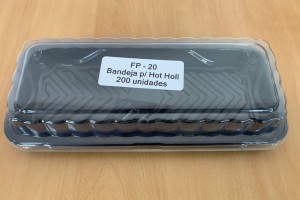 FP - 20
Bandeja p/ Hot Holl
200 unidades